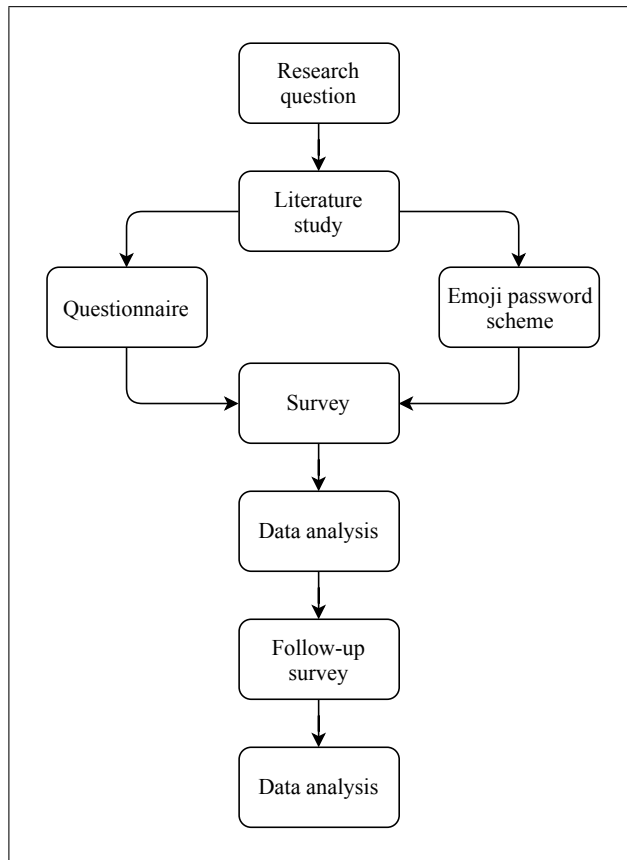 Research
question
Literature
study
Questionnaire
Emoji password
scheme
Survey
Data analysis
Follow-up
survey
Data analysis